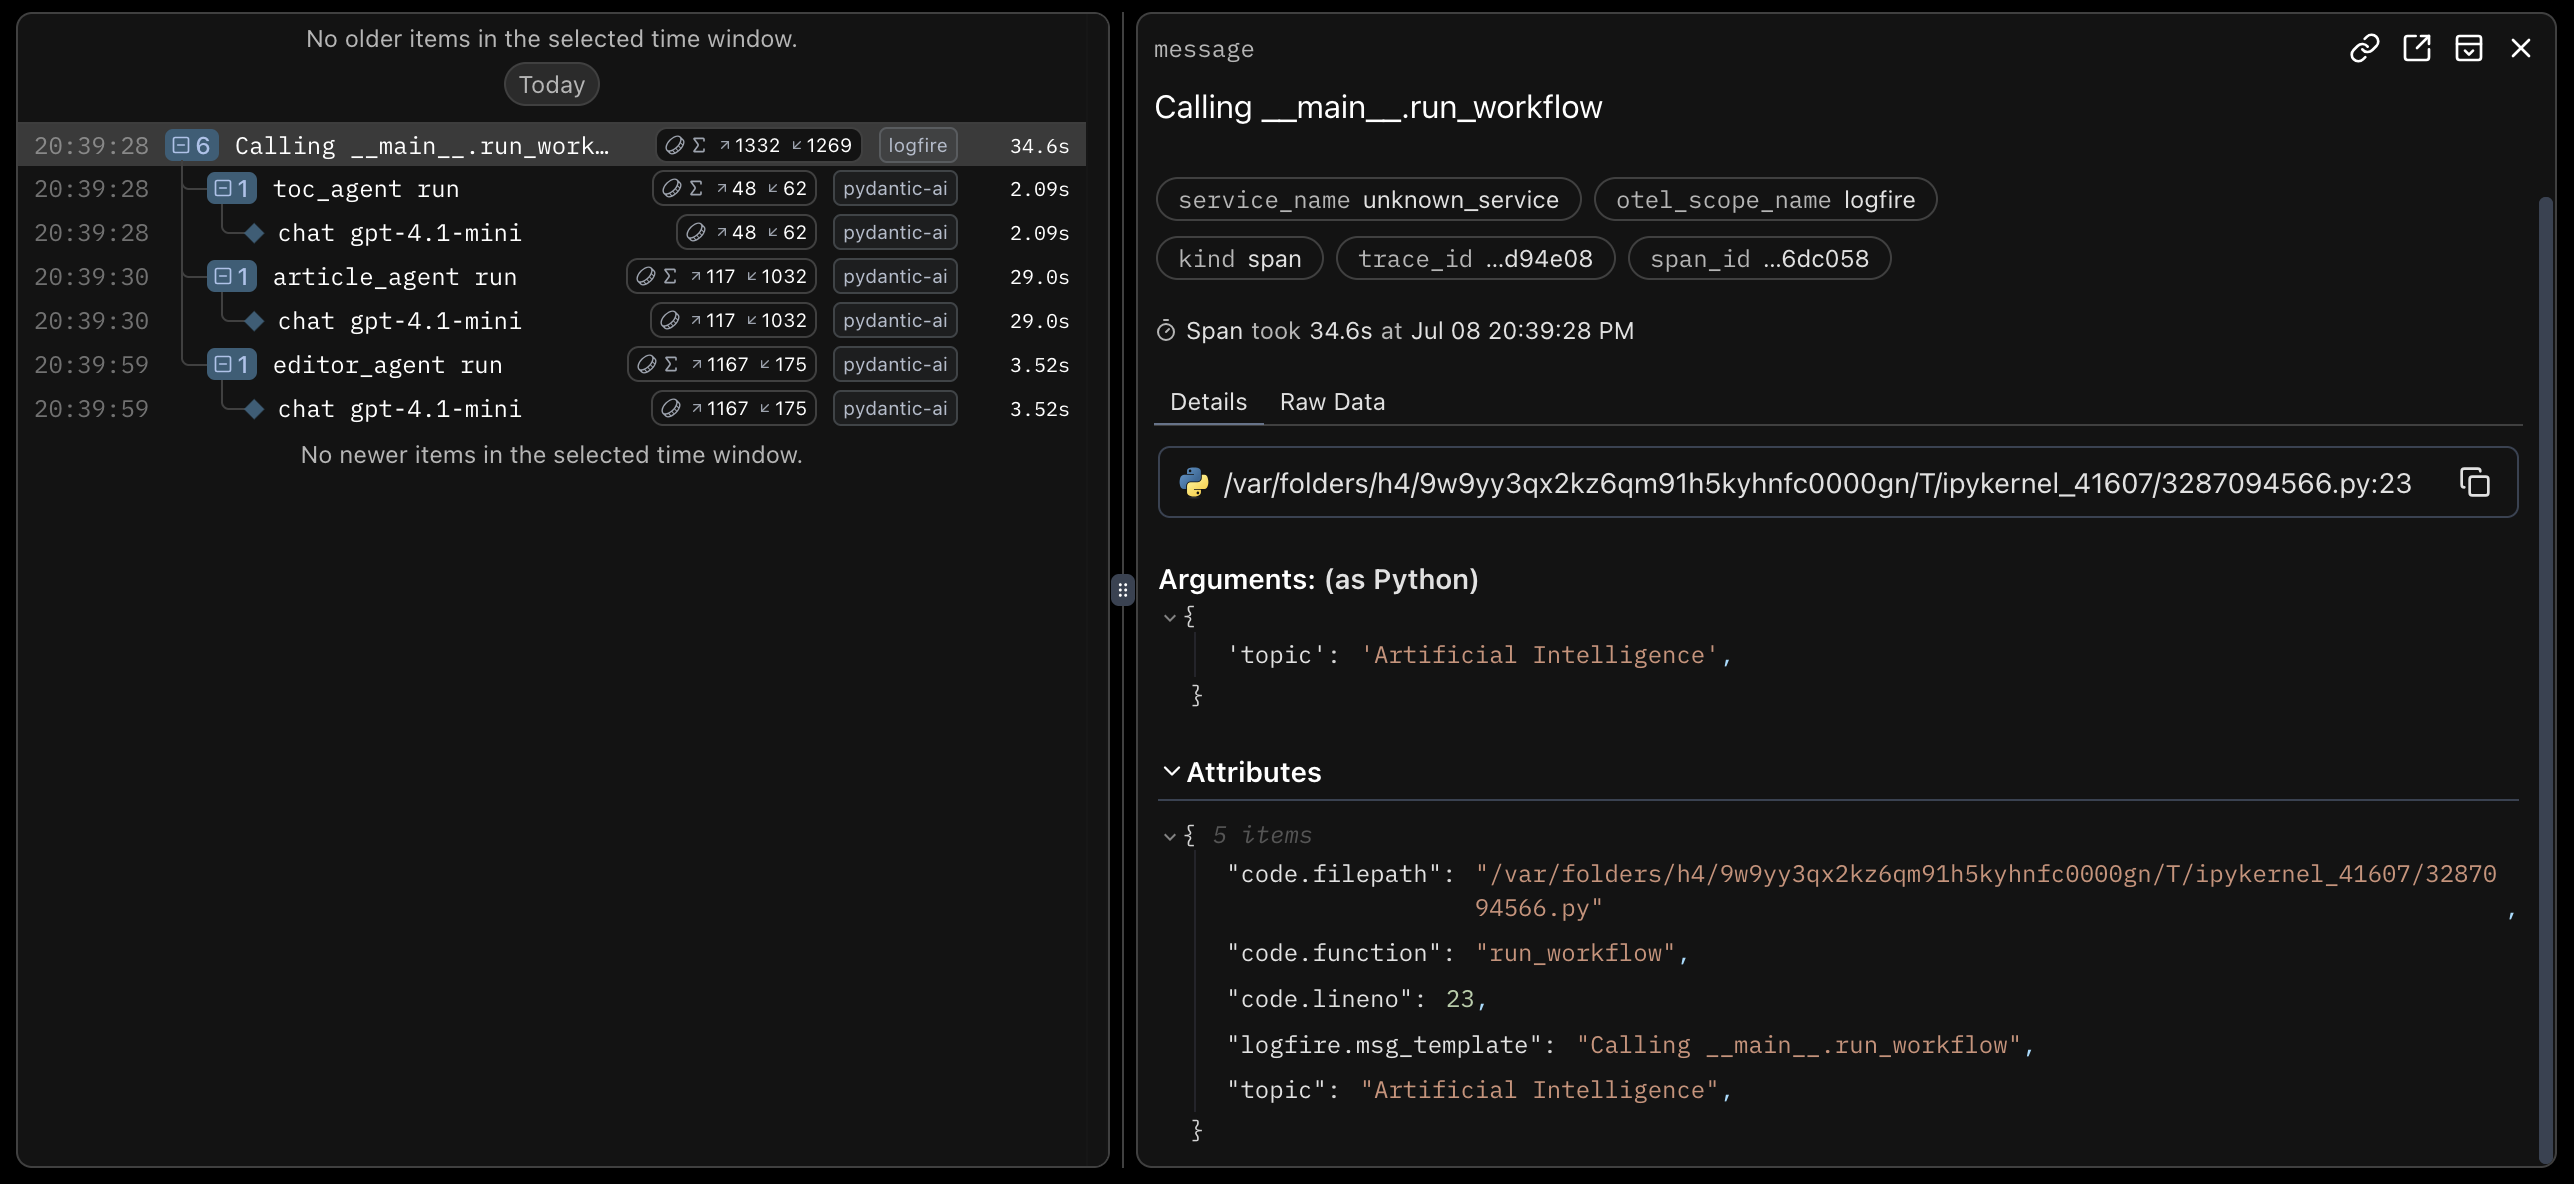 No older items in the selected time window.
Today
20:39:28 6 Calling __main__.run_work… Σ 1332 1269 logfire 34.6s
20:39:28 1 toc_agent run Σ 48 62 pydantic-ai 2.09s
20:39:28 chat gpt-4.1-mini 48 62 pydantic-ai 2.09s
20:39:30 1 article_agent run Σ 117 1032 pydantic-ai 29.0s
20:39:30 chat gpt-4.1-mini 117 1032 pydantic-ai 29.0s
20:39:59 1 editor_agent run Σ 1167 175 pydantic-ai 3.52s
20:39:59 chat gpt-4.1-mini 1167 175 pydantic-ai 3.52s
No newer items in the selected time window.
message
Calling __main__.run_workflow
service_name unknown_service otel_scope_name logfire
kind span trace_id ...d94e08 span_id ...6dc058
Span took 34.6s at Jul 08 20:39:28 PM
Details Raw Data
/var/folders/h4/9w9yy3qx2kz6qm91h5kyhnfc0000gn/T/ipykernel_41607/3287094566.py:23
Arguments: (as Python)
{
'topic': 'Artificial Intelligence',
}
Attributes
{ 5 items
"code.filepath": "/var/folders/h4/9w9yy3qx2kz6qm91h5kyhnfc0000gn/T/ipykernel_41607/32870
94566.py",
"code.function": "run_workflow",
"code.lineno": 23,
"logfire.msg_template": "Calling __main__.run_workflow",
"topic": "Artificial Intelligence",
}